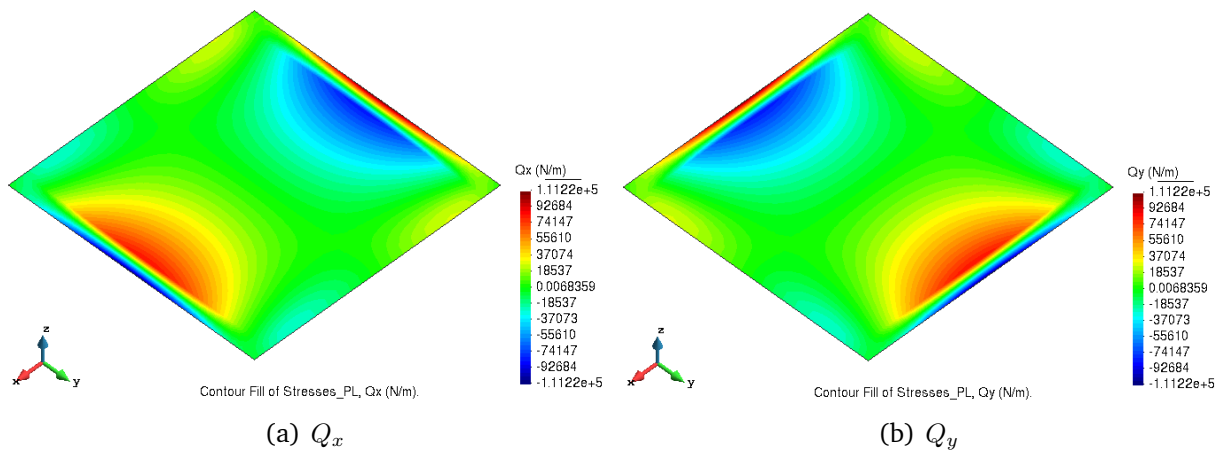 Qx (N/m)
1.1122e+5
92684
74147
55610
37074
18537
0.0068359
-18537
-37073
-55610
-74147
-92684
-1.1122e+5
z
x
y
Contour Fill of Stresses_PL, Qx (N/m).
(a) Qx
Qy (N/m)
1.1122e+5
92684
74147
55610
37074
18537
0.0068359
-18537
-37073
-55610
-74147
-92684
-1.1122e+5
z
x
y
Contour Fill of Stresses_PL, Qy (N/m).
(b) Qy